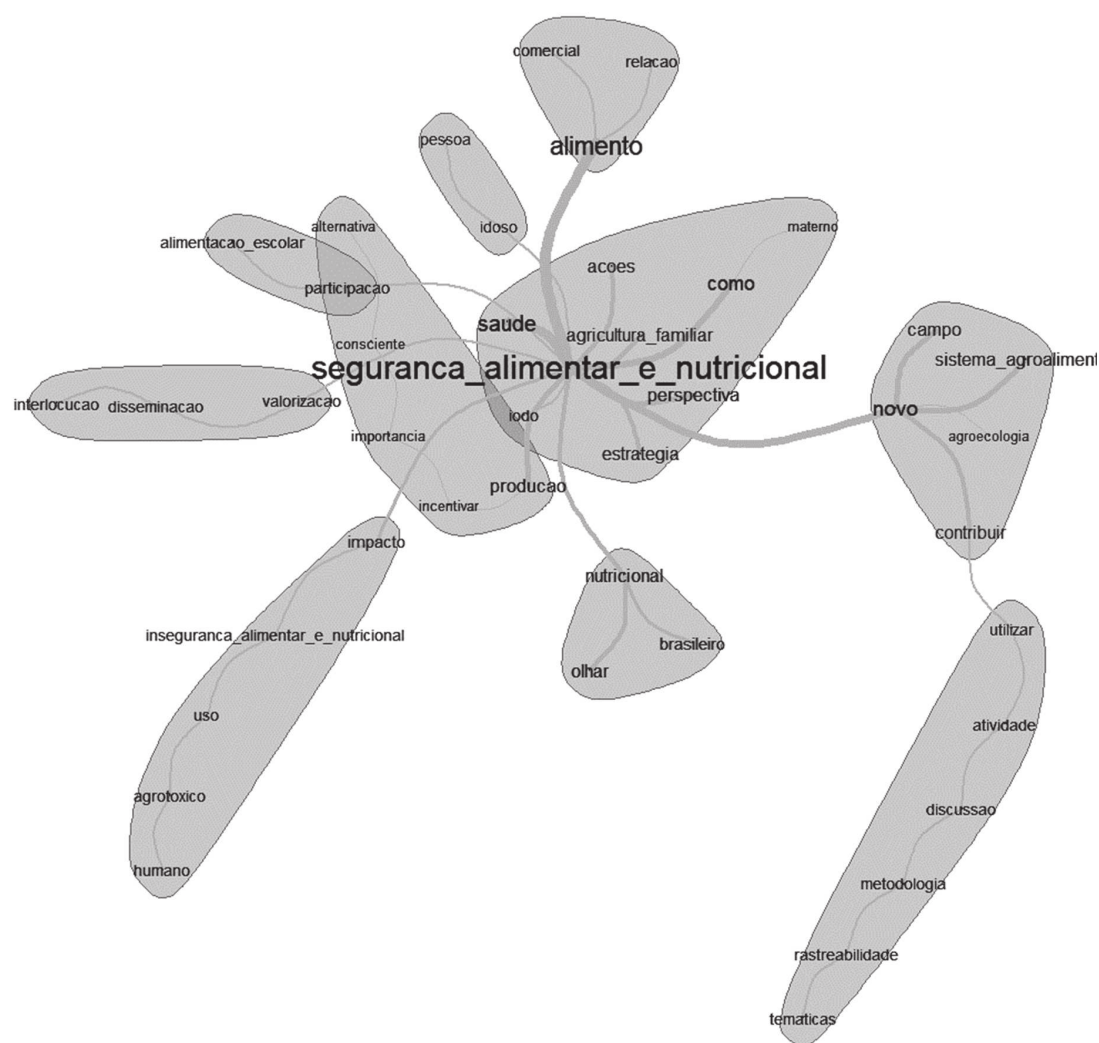 comercial
relacao
alimento
pessoa
idoso
alternativa
alimentacao_escolar
participacao
materno
acoes
como
saude
agricultura_familiar
consciente
seguranca_alimentar_e_nutricional
perspectiva
campo
sistema_agroaliment
novo
agroecologia
contribuir
interlocucao
disseminacao
valorizacao
iodo
importancia
estrategia
producao
incentivar
impacto
nutricional
brasileiro
olhar
inseguranca_alimentar_e_nutricional
uso
agrotoxico
humano
utilizar
atividade
discussao
metodologia
rastreabilidade
tematicas